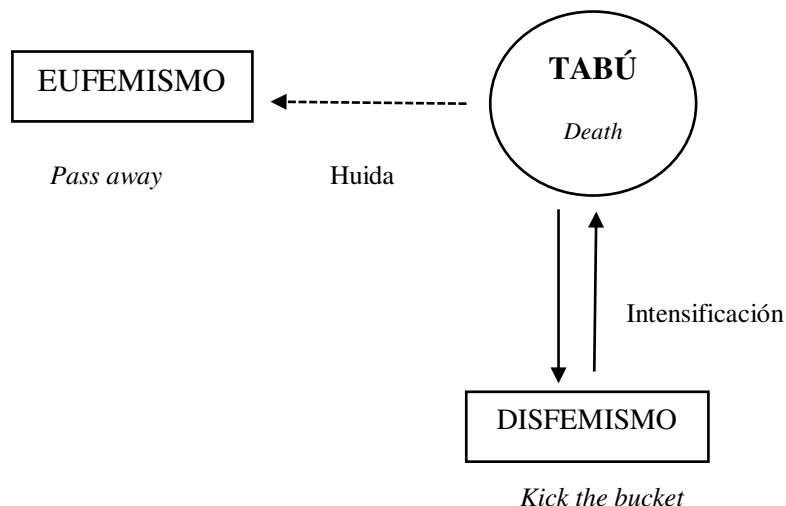 TABÚ
EUFEMISMO
Death
Pass away
Huida
Intensificación
DISFEMISMO
Kick the bucket